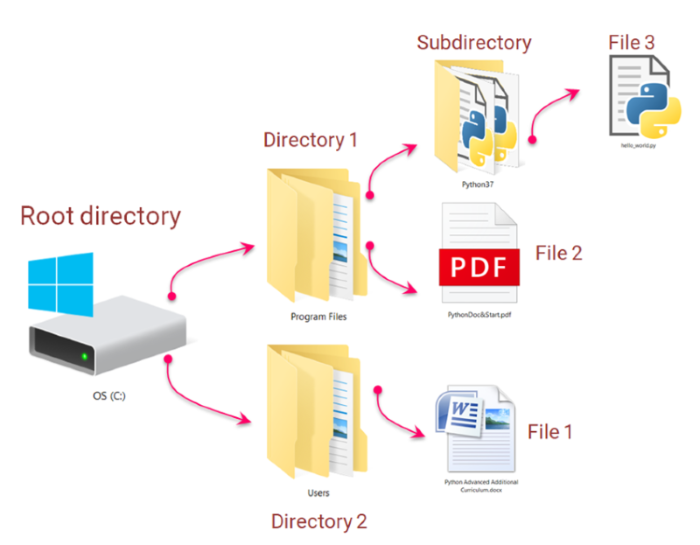 Subdirectory
File 3
hello_world.py
Directory 1
Python37
Root directory
PDF
File 2
Program Files
PythonDoc&Start.pdf
OS (C:)
W
File 1
Python Advanced Additional
Curriculum.docx
Users
Directory 2